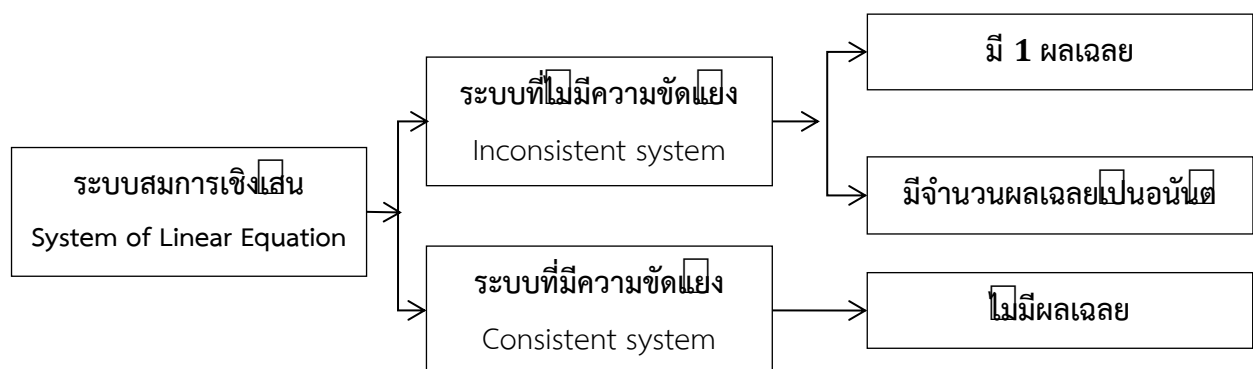 ระบบสมการเชิงเส้น
System of Linear Equation
ระบบที่ไม่มีความขัดแย้ง
Inconsistent system
ระบบที่มีความขัดแย้ง
Consistent system
มี 1 ผลเฉลย
มีจำนวนผลเฉลยเป็นอนันต์
ไม่มีผลเฉลย